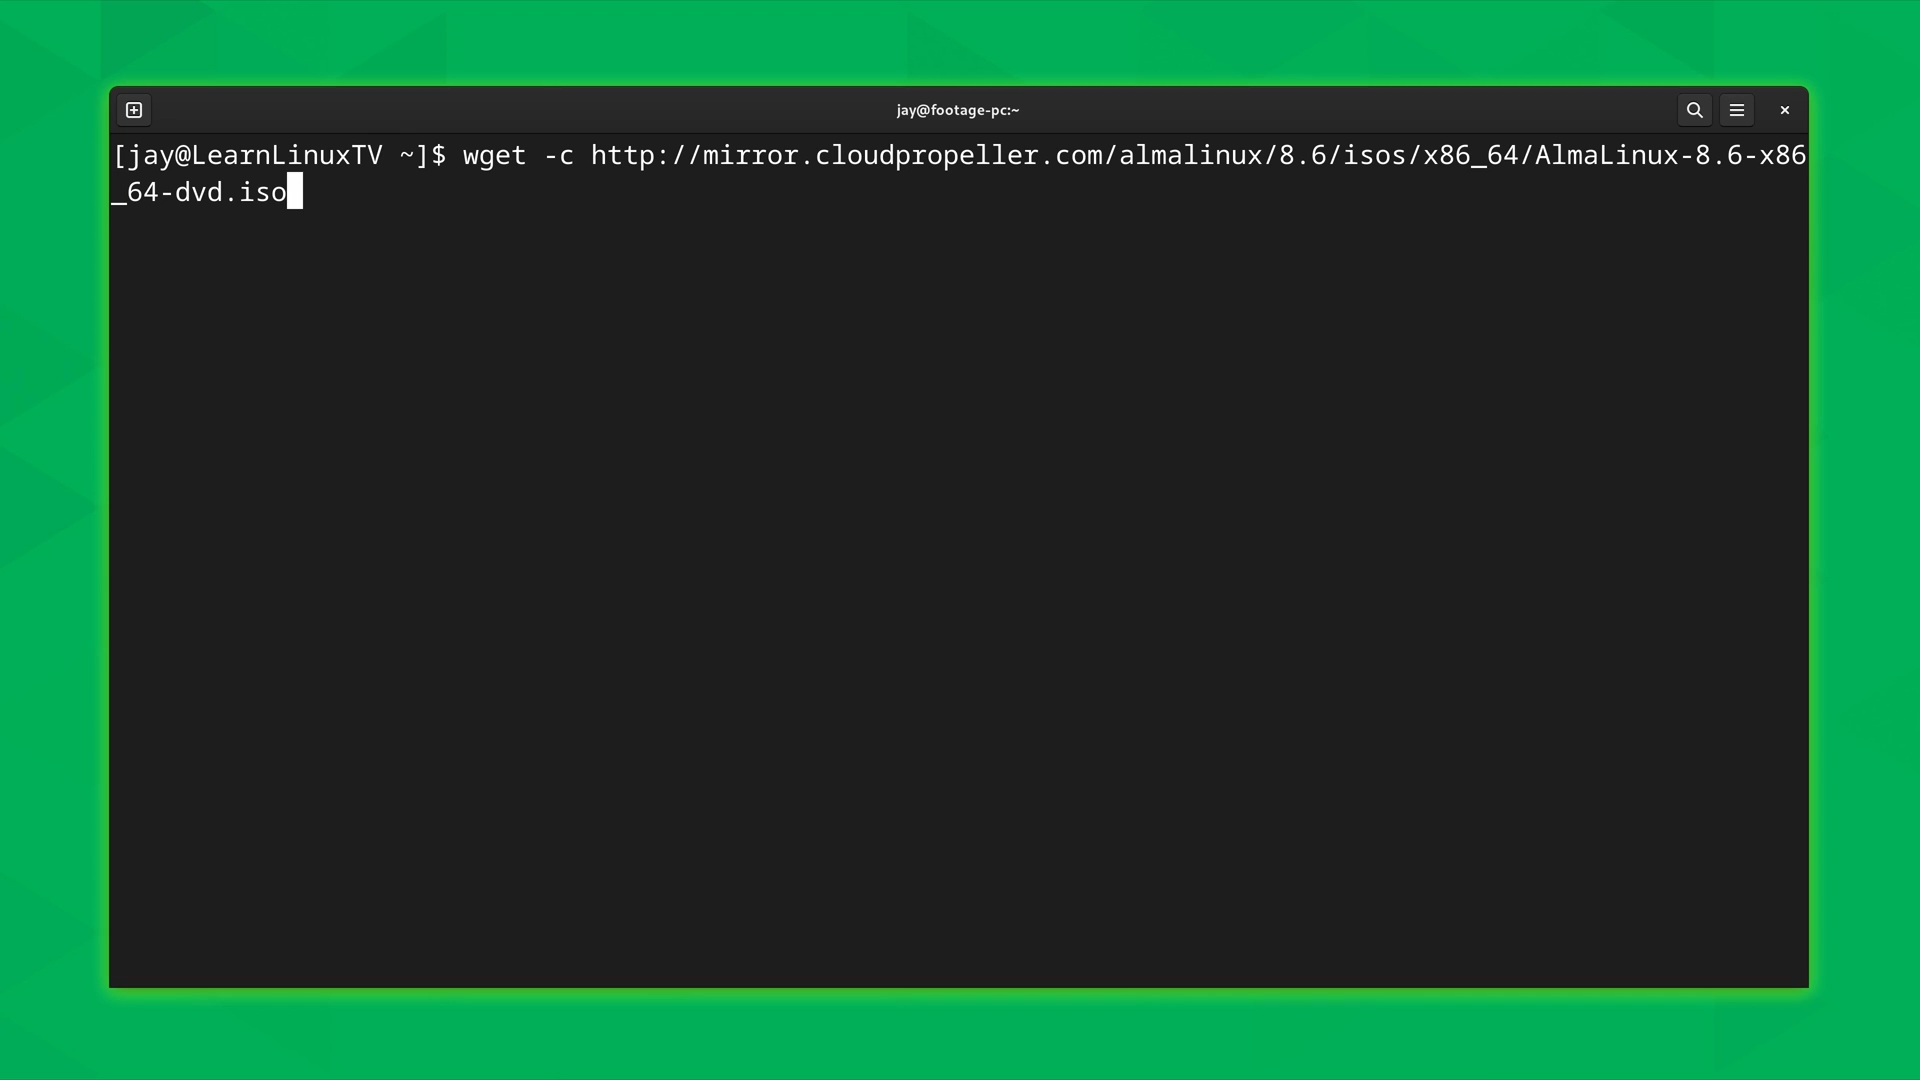 jay@footage-pc:~
[jay@LearnLinuxTV ~]$ wget -c http://mirror.cloudpropeller.com/almalinux/8.6/isos/x86_64/AlmaLinux-8.6-x86
_64-dvd.iso